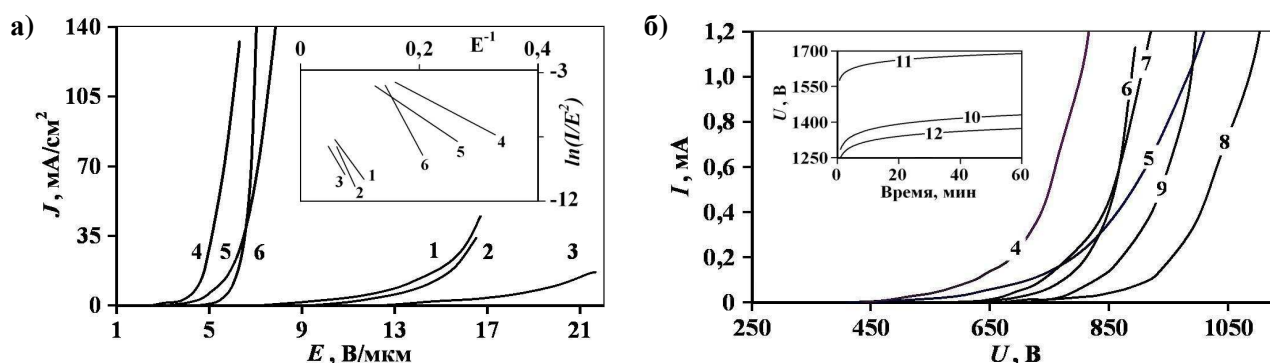 а)
140
105
70
35
0
J, мА/см²
1 5 9 13 17 21
E, В/мкм
4 5 6 1 2 3
0 0,2 0,4
E⁻¹
-3
-12
ln(I/E²)
3 2 1 6 5 4
б)
1,2
1,0
0,8
0,6
0,4
0,2
0
I, мА
250 450 650 850 1050
U, В
4 6 7 5 9 8
1700
1550
1400
1250
U, В
0 20 40 60
Время, мин
11
10
12